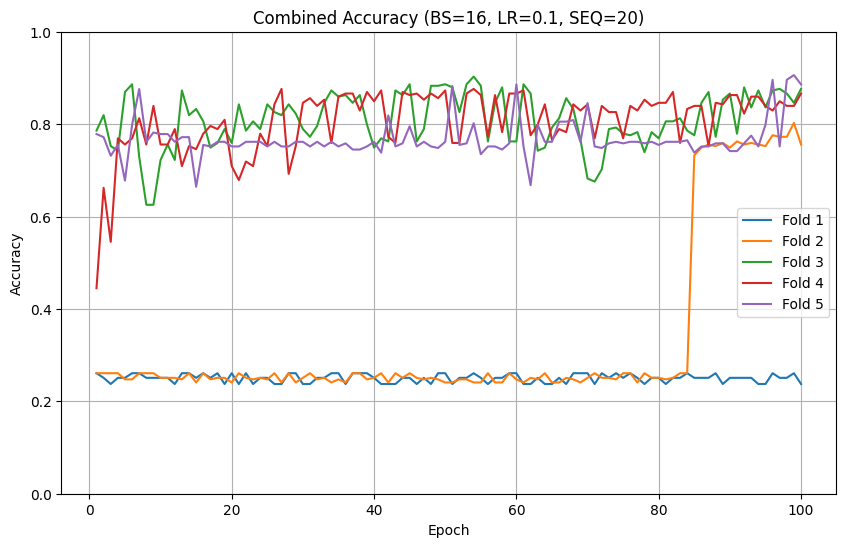 Combined Accuracy (BS=16, LR=0.1, SEQ=20)
Accuracy
1.0
0.8
0.6
0.4
0.2
0.0
Fold 1
Fold 2
Fold 3
Fold 4
Fold 5
0 20 40 60 80 100
Epoch